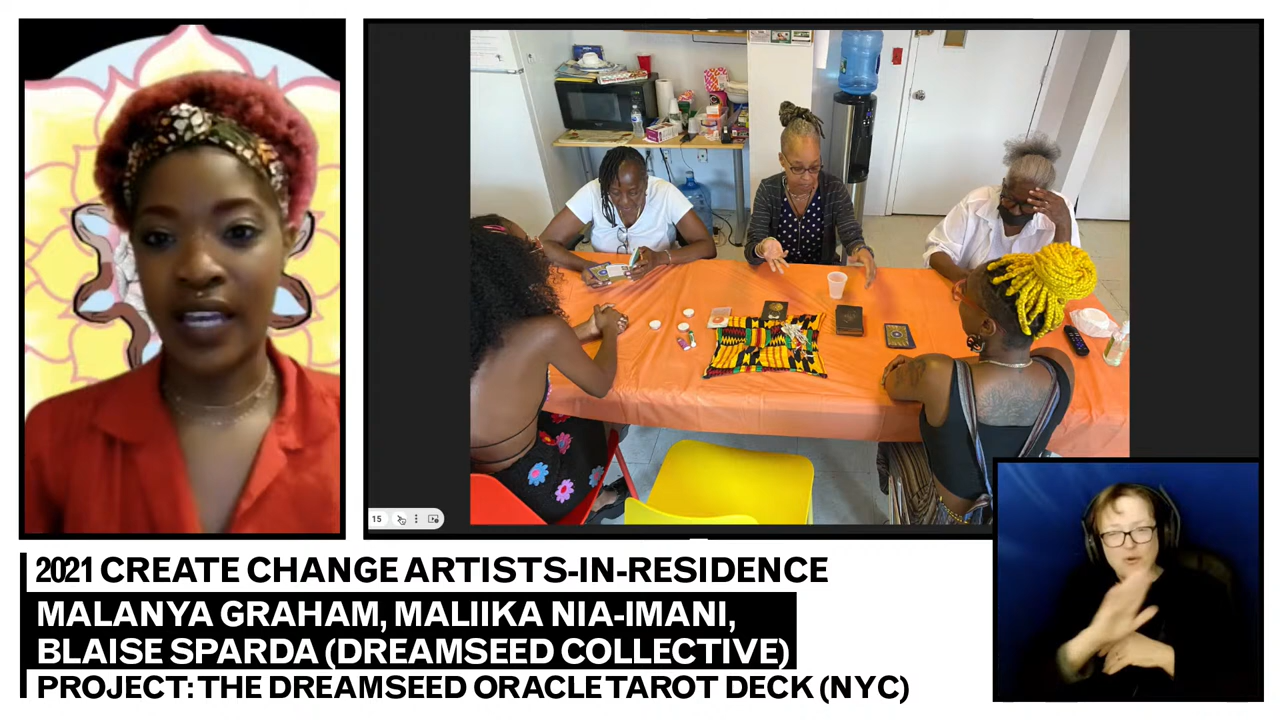 15
2021 CREATE CHANGE ARTISTS-IN-RESIDENCE
MALANYA GRAHAM, MALIIKA NIA-IMANI,
BLAISE SPARDA (DREAMSEED COLLECTIVE)
PROJECT: THE DREAMSEED ORACLE TAROT DECK (NYC)